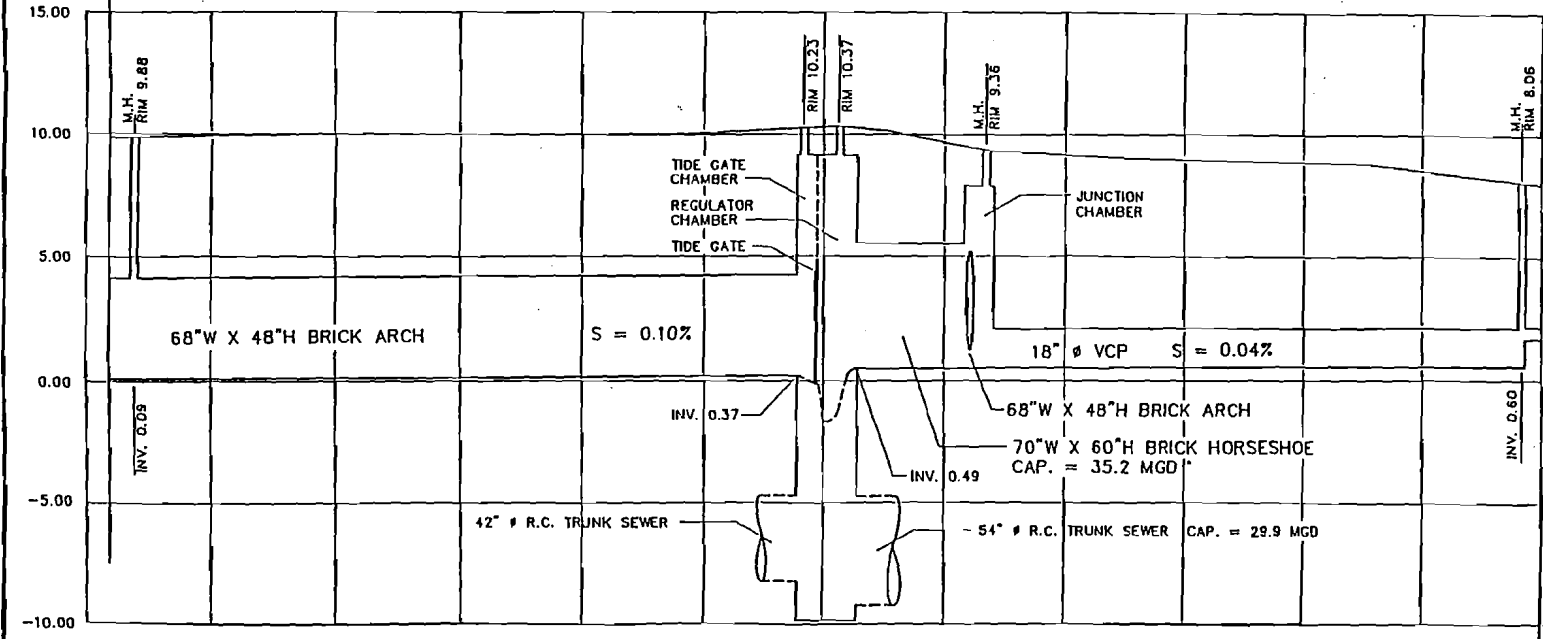 15.00
10.00
5.00
0.00
-5.00
-10.00
M.H.
RIM 9.88
RIM 10.23
RIM 10.37
M.H.
RIM 9.36
M.H.
RIM 8.06
TIDE GATE
CHAMBER
REGULATOR
CHAMBER
TIDE GATE
JUNCTION
CHAMBER
68"W X 48"H BRICK ARCH
S = 0.10%
18" ø VCP S = 0.04%
INV. 0.09
INV. 0.37
68"W X 48"H BRICK ARCH
70"W X 60"H BRICK HORSESHOE
CAP. = 35.2 MGD
INV. 0.49
INV. 0.60
42" ø R.C. TRUNK SEWER
54" ø R.C. TRUNK SEWER CAP. = 29.9 MGD